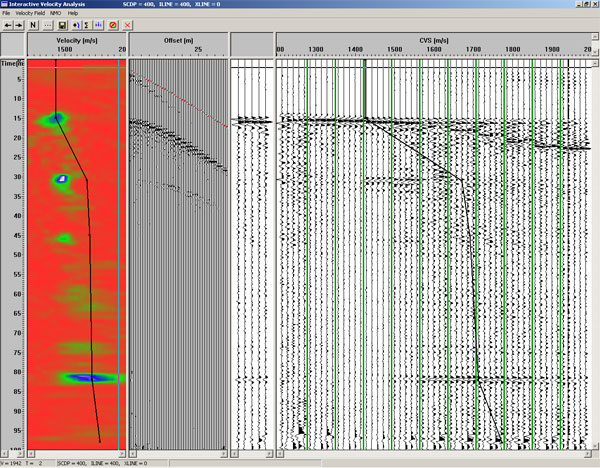 Interactive Velocity Analysis SCDP = 400, ILINE = 400, XLINE = 0
File Velocity Field NMO Help
N
Velocity [m/s] Offset [m] CVS [m/s]
1500 20 25 00 1300 1400 1500 1600 1700 1800 1900 20
Time[m
5
10
15
20
25
30
35
40
45
50
55
60
65
70
75
80
85
90
95
100
V = 1942 T = 2 SCDP = 400, ILINE = 400, XLINE = 0